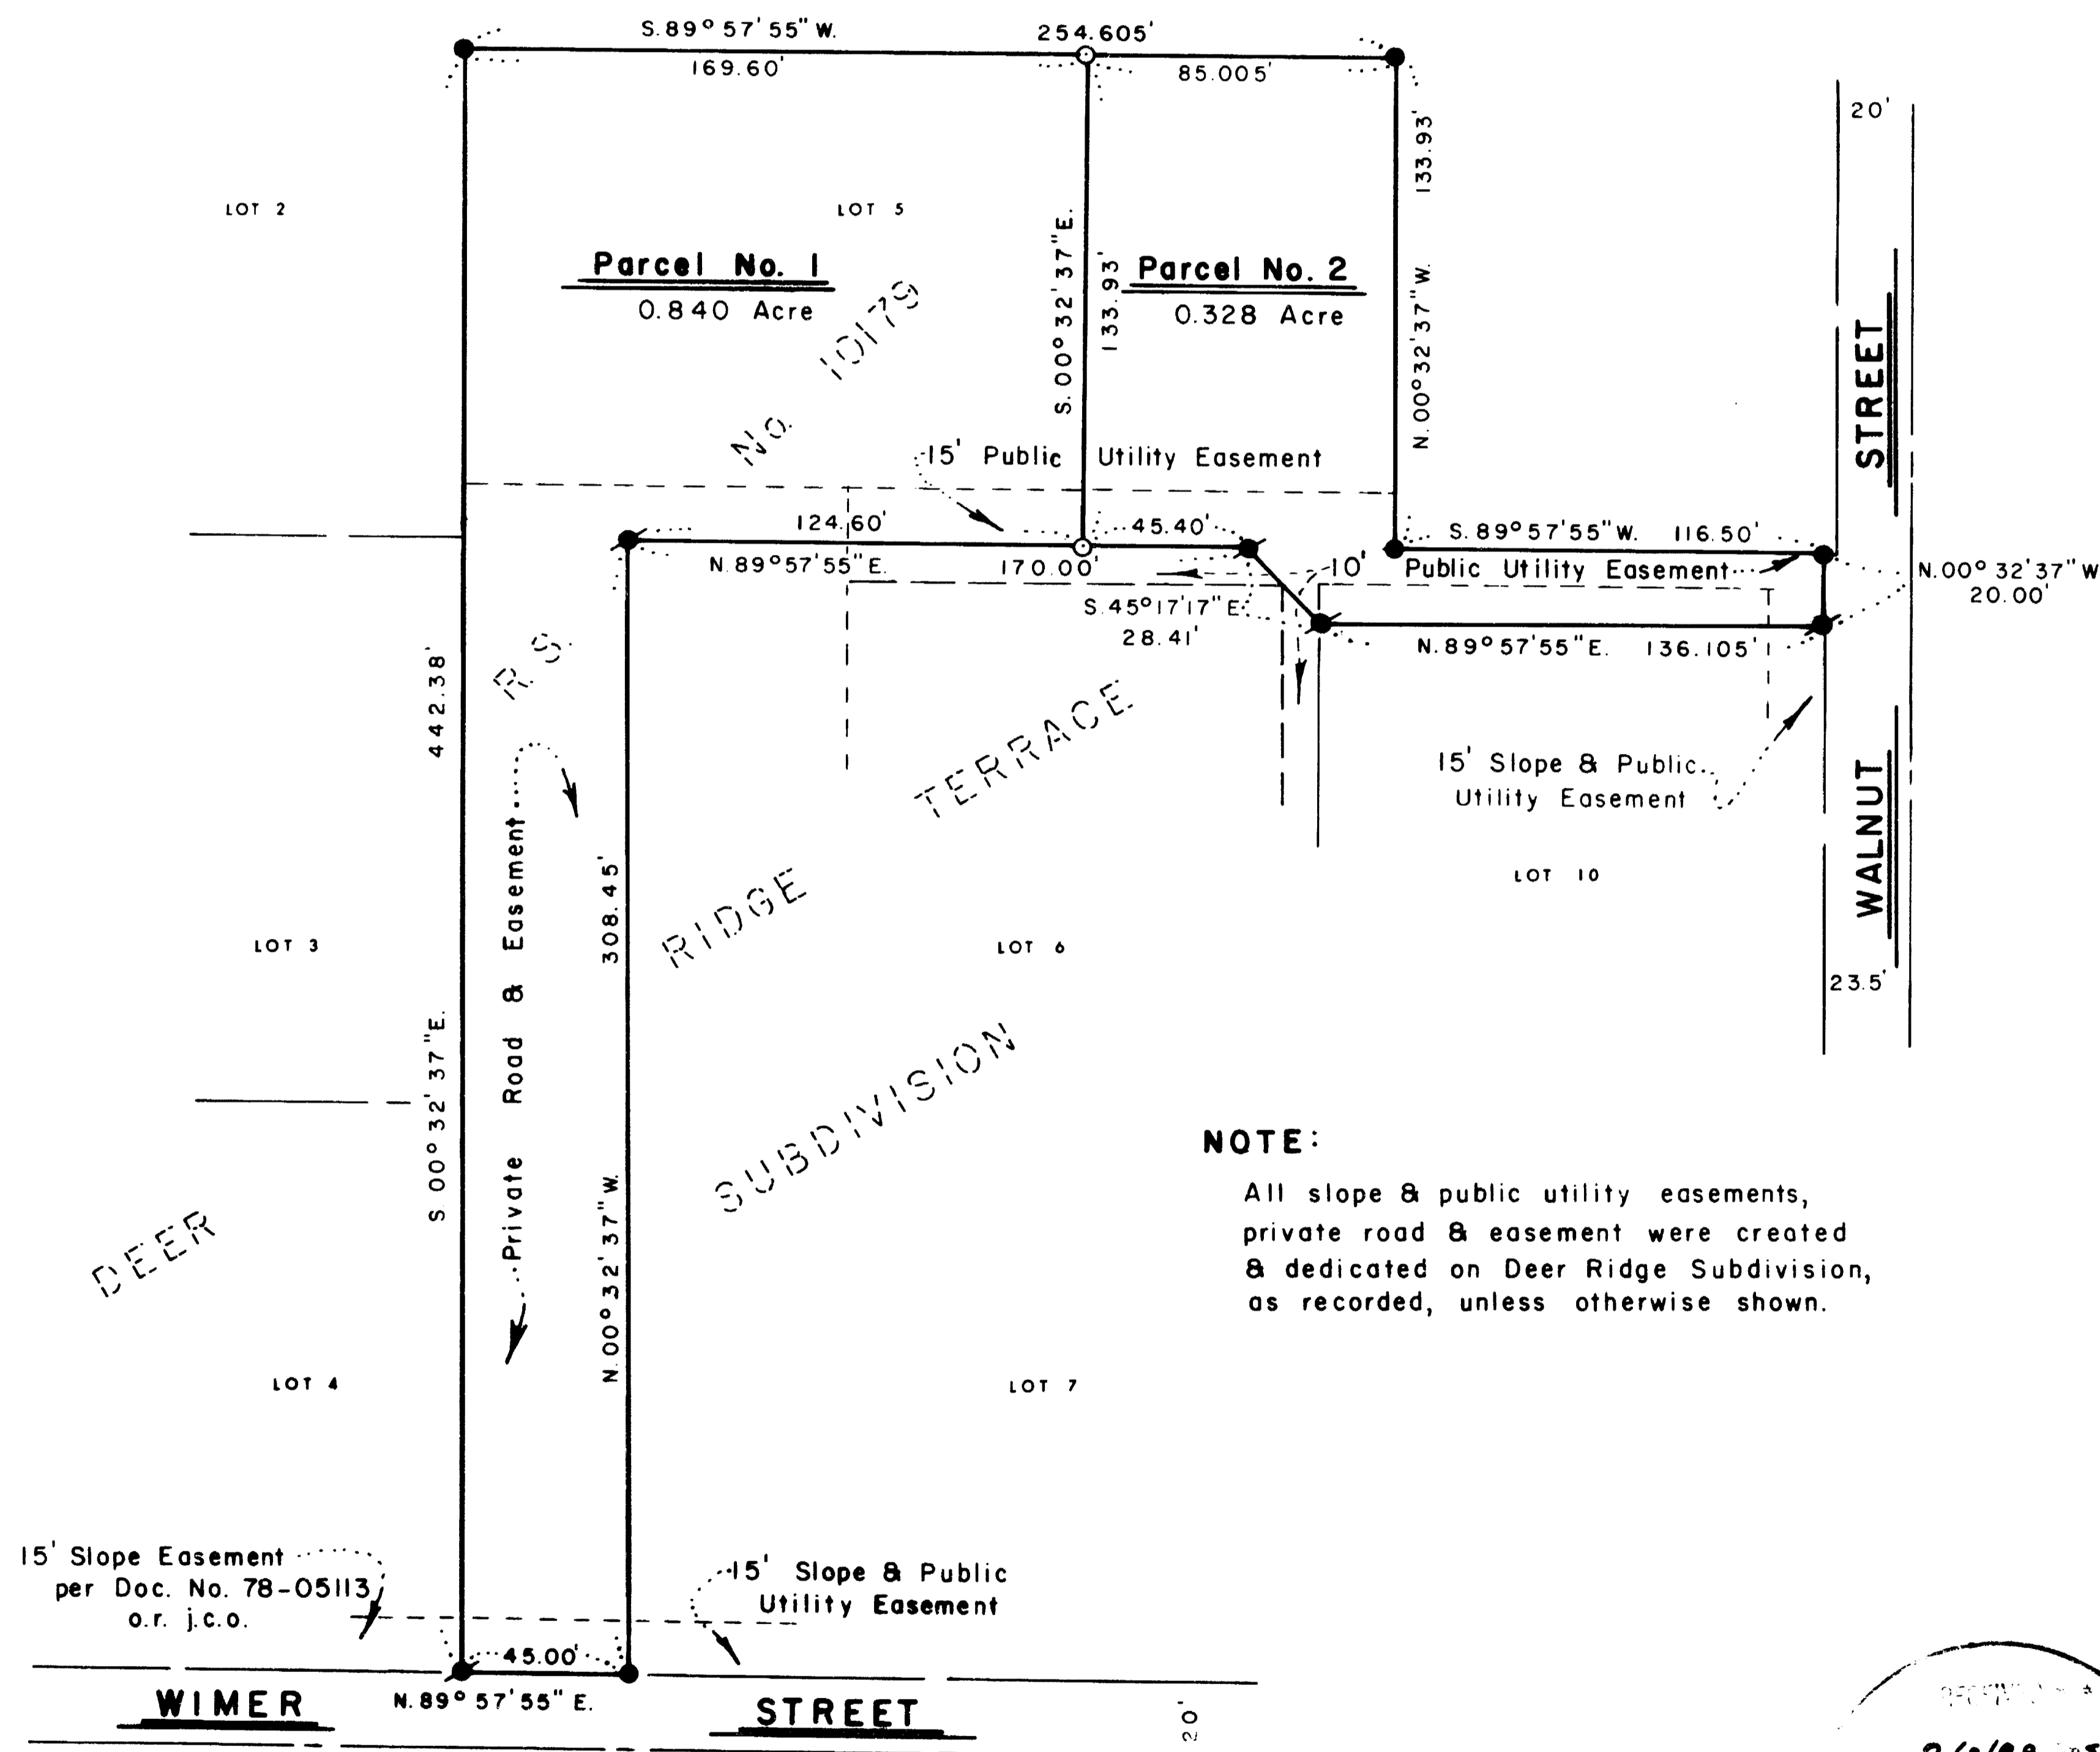 S.89°57'55"W.
254.605'
169.60'
85.005'
20'
133.93'
LOT 2
LOT 5
S.00°32'37"E.
133.93'
N.00°32'37"W.
Parcel No. 1
0.840 Acre
Parcel No. 2
0.328 Acre
No. 10179
STREET
15' Public Utility Easement
124.60'
45.40'
S.89°57'55"W. 116.50'
N.89°57'55"E.
170.00'
10' Public Utility Easement
N.00°32'37"W
20.00'
S.45°17'17"E.
28.41'
N.89°57'55"E. 136.105'
R.S.
442.38'
TERRACE
15' Slope & Public
Utility Easement
WALNUT
308.45'
RIDGE
LOT 10
LOT 3
LOT 6
23.5'
S 00°32'37"E.
Private Road & Easement
SUBDIVISION
N.00°32'37"W.
NOTE:
All slope & public utility easements,
private road & easement were created
& dedicated on Deer Ridge Subdivision,
as recorded, unless otherwise shown.
DEER
LOT 4
LOT 7
15' Slope Easement
per Doc. No. 78-05113
o.r. j.c.o.
15' Slope & Public
Utility Easement
45.00'
N.89°57'55"E.
WIMER
STREET
20'